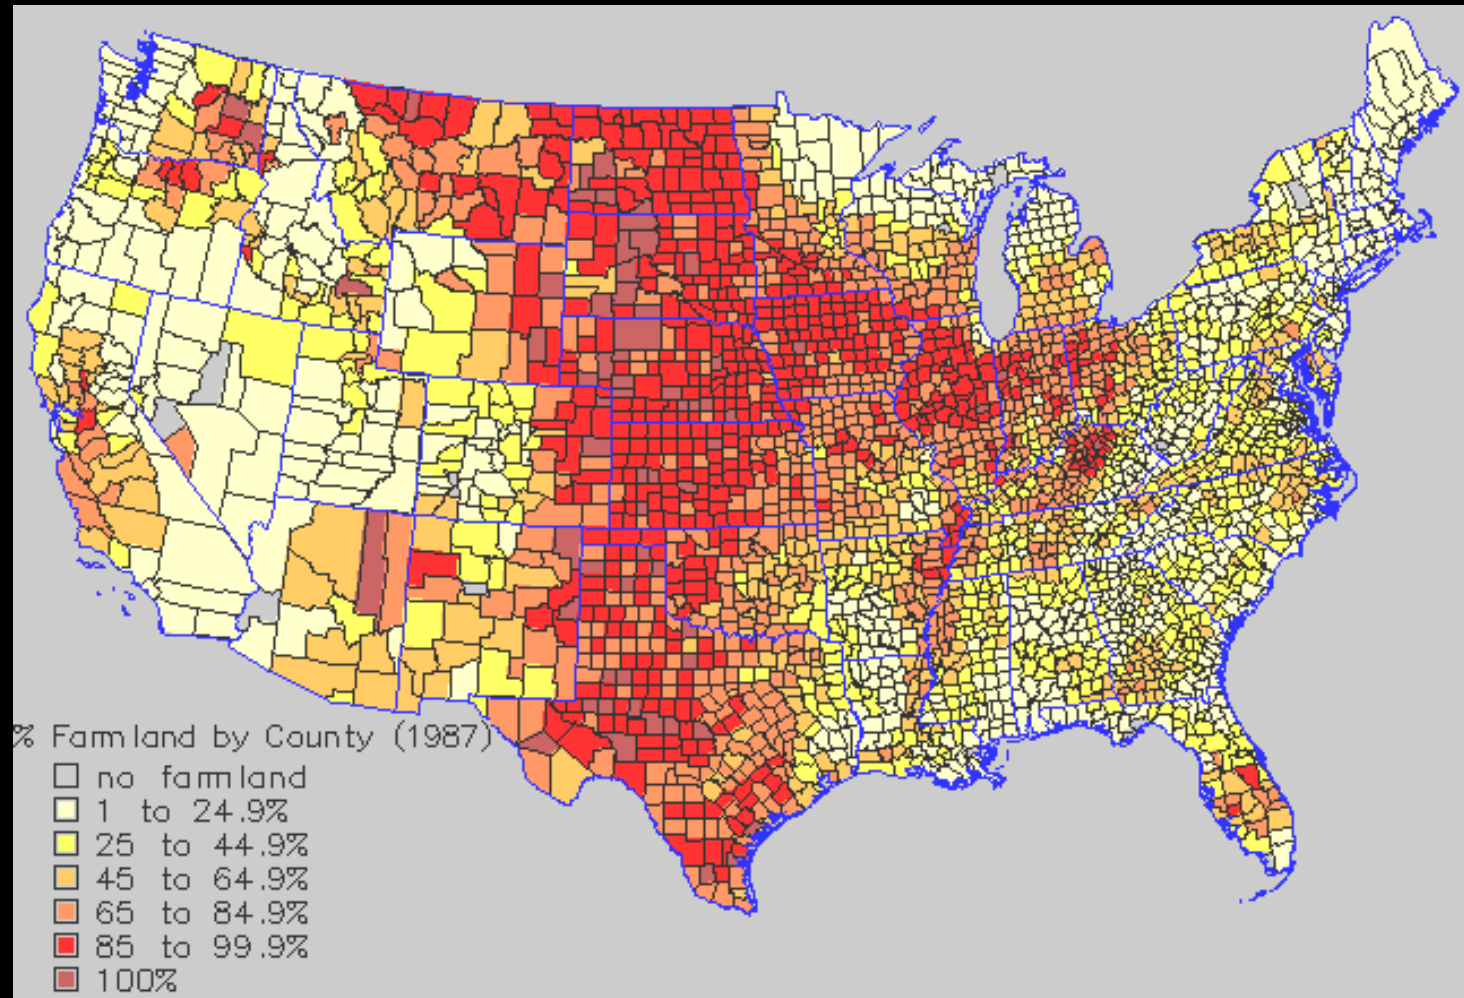 % Farmland by County (1987)
no farmland
1 to 24.9%
25 to 44.9%
45 to 64.9%
65 to 84.9%
85 to 99.9%
100%